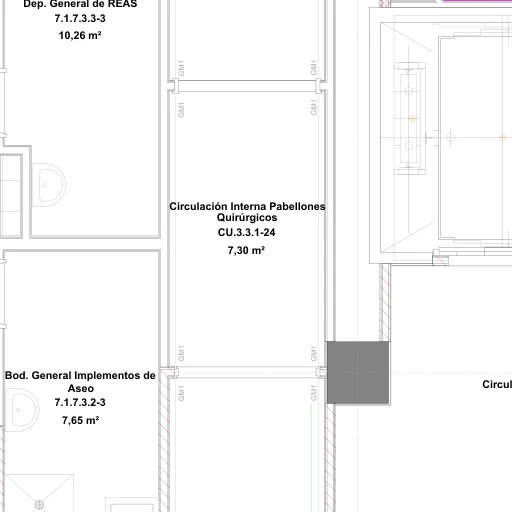 Dep. General de REAS
7.1.7.3.3-3
10,26 m²
GM1
GM1
GM1
GM1
Circulación Interna Pabellones
Quirúrgicos
CU.3.3.1-24
7,30 m²
GM1
GM1
Bod. General Implementos de
Aseo
7.1.7.3.2-3
7,65 m²
GM1
GM1
Circul